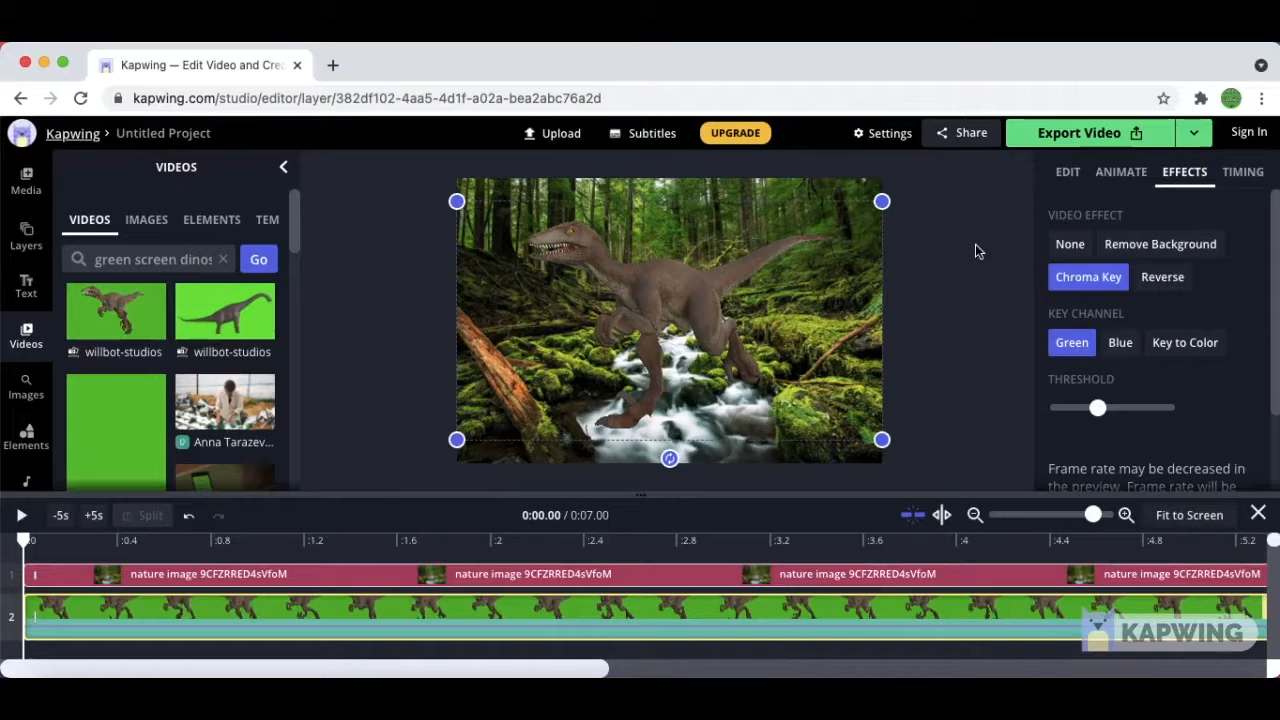 Kapwing — Edit Video and Cre
kapwing.com/studio/editor/layer/382df102-4aa5-4d1f-a02a-bea2abc76a2d
Kapwing › Untitled Project
Upload
Subtitles
UPGRADE
Settings
Share
Export Video
Sign In
Media
Layers
Text
Videos
Images
Elements
VIDEOS
VIDEOS IMAGES ELEMENTS TEM
green screen dinos
Go
willbot-studios
willbot-studios
Anna Tarazev...
EDIT ANIMATE EFFECTS TIMING
VIDEO EFFECT
None Remove Background
Chroma Key Reverse
KEY CHANNEL
Green Blue Key to Color
THRESHOLD
Frame rate may be decreased in
the preview. Frame rate will be
-5s +5s Split
0:00.00 / 0:07.00
Fit to Screen
:0 :0.4 :0.8 :1.2 :1.6 :2 :2.4 :2.8 :3.2 :3.6 :4 :4.4 :4.8 :5.2
1 nature image 9CFZRRED4sVfoM nature image 9CFZRRED4sVfoM nature image 9CFZRRED4sVfoM nature image 9CFZRRED4sVfoM
2
KAPWING